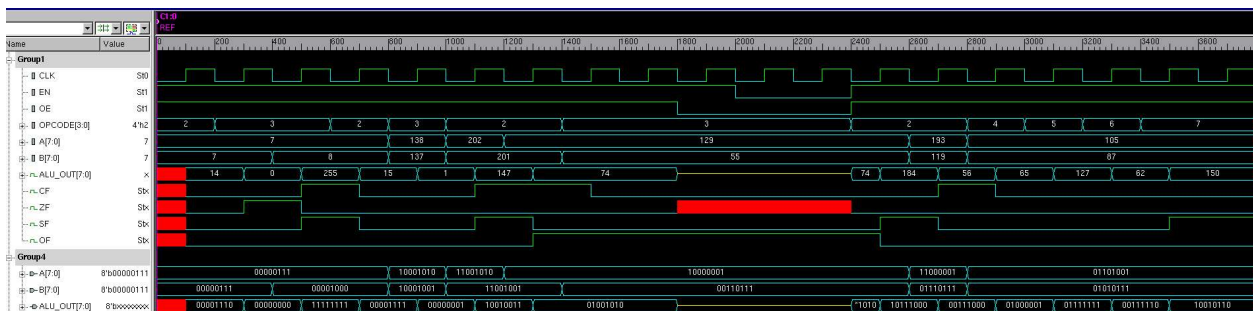 C1:0
REF
Name Value
0 200 400 600 800 1000 1200 1400 1600 1800 2000 2200 2400 2600 2800 3000 3200 3400 3600
Group1
CLK St0
EN St1
OE St1
OPCODE[3:0] 4'h2 2 3 2 3 2 3 2 4 5 6 7
A[7:0] 7 7 138 202 129 193 105
B[7:0] 7 7 8 137 201 55 119 87
ALU_OUT[7:0] x 14 0 255 15 1 147 74 74 184 56 65 127 62 150
CF Stx
ZF Stx
SF Stx
OF Stx
Group4
A[7:0] 8'b00000111 00000111 10001010 11001010 10000001 11000001 01101001
B[7:0] 8'b00000111 00000111 00001000 10001001 11001001 00110111 01110111 01010111
ALU_OUT[7:0] 8'bxxxxxxxx 00001110 00000000 11111111 00001111 00000001 10010011 01001010 *1010 10111000 00111000 01000001 01111111 00111110 10010110